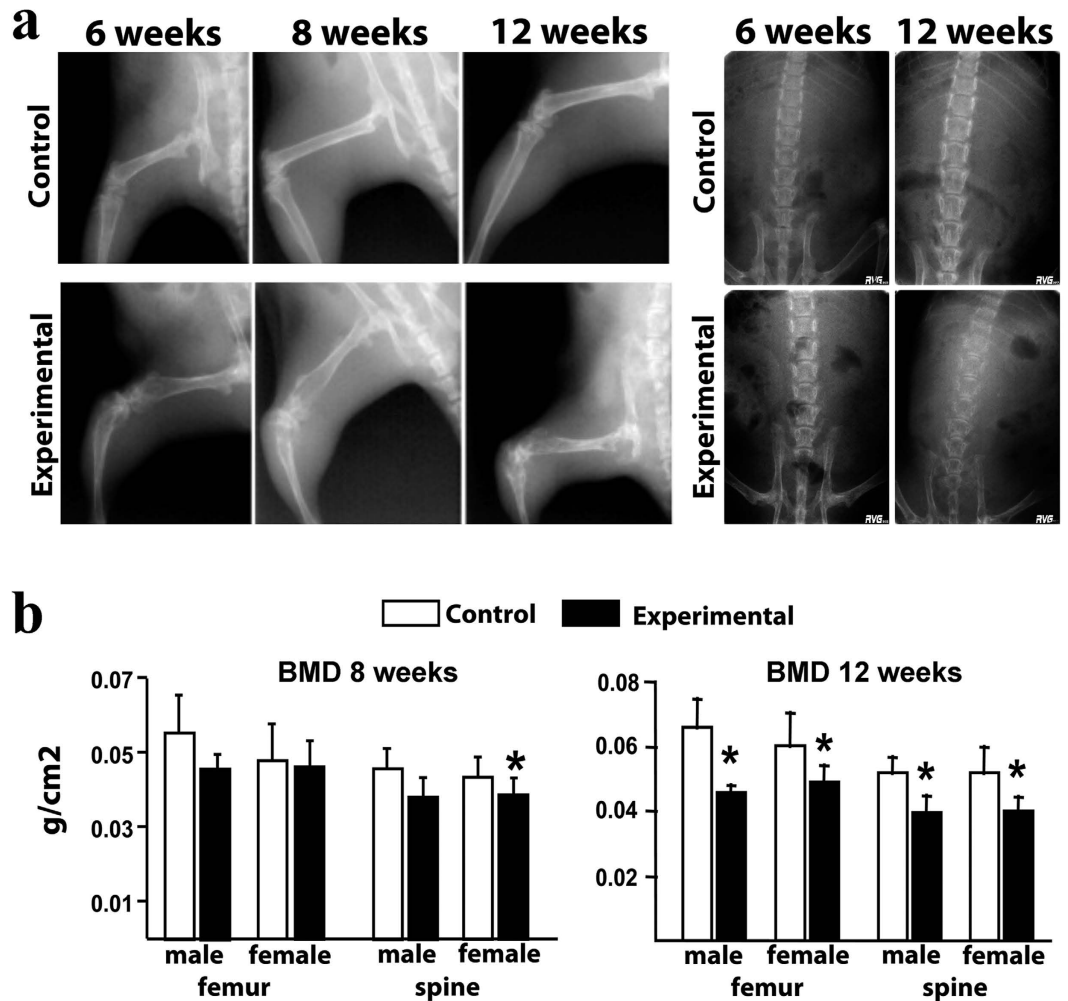 a
6 weeks 8 weeks 12 weeks 6 weeks 12 weeks
Control
Control
RVG
RVG
Experimental
Experimental
RVG
RVG
b
Control Experimental
BMD 8 weeks
g/cm2
0.07
0.05
0.03
0.01
*
male female male female
femur spine
BMD 12 weeks
0.08
0.06
0.04
0.02
* * * *
male female male female
femur spine